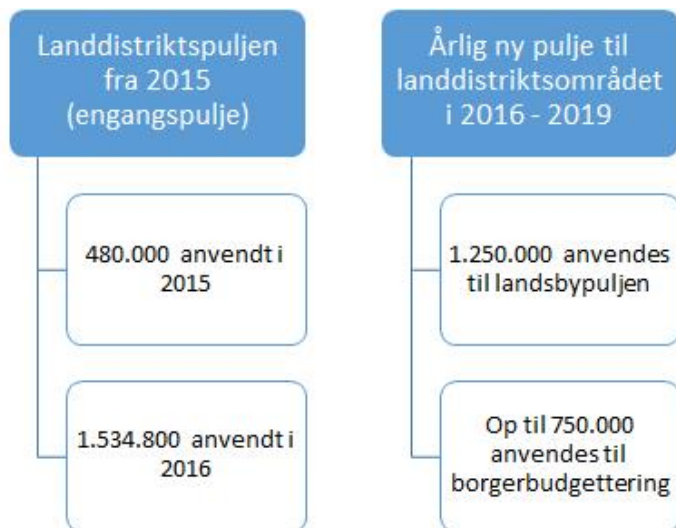 Landdistriktspuljen
fra 2015
(engangspulje)
480.000 anvendt i
2015
1.534.800 anvendt i
2016
Årlig ny pulje til
landdistriktsområdet
i 2016 - 2019
1.250.000 anvendes
til landsbypuljen
Op til 750.000
anvendes til
borgerbudgettering